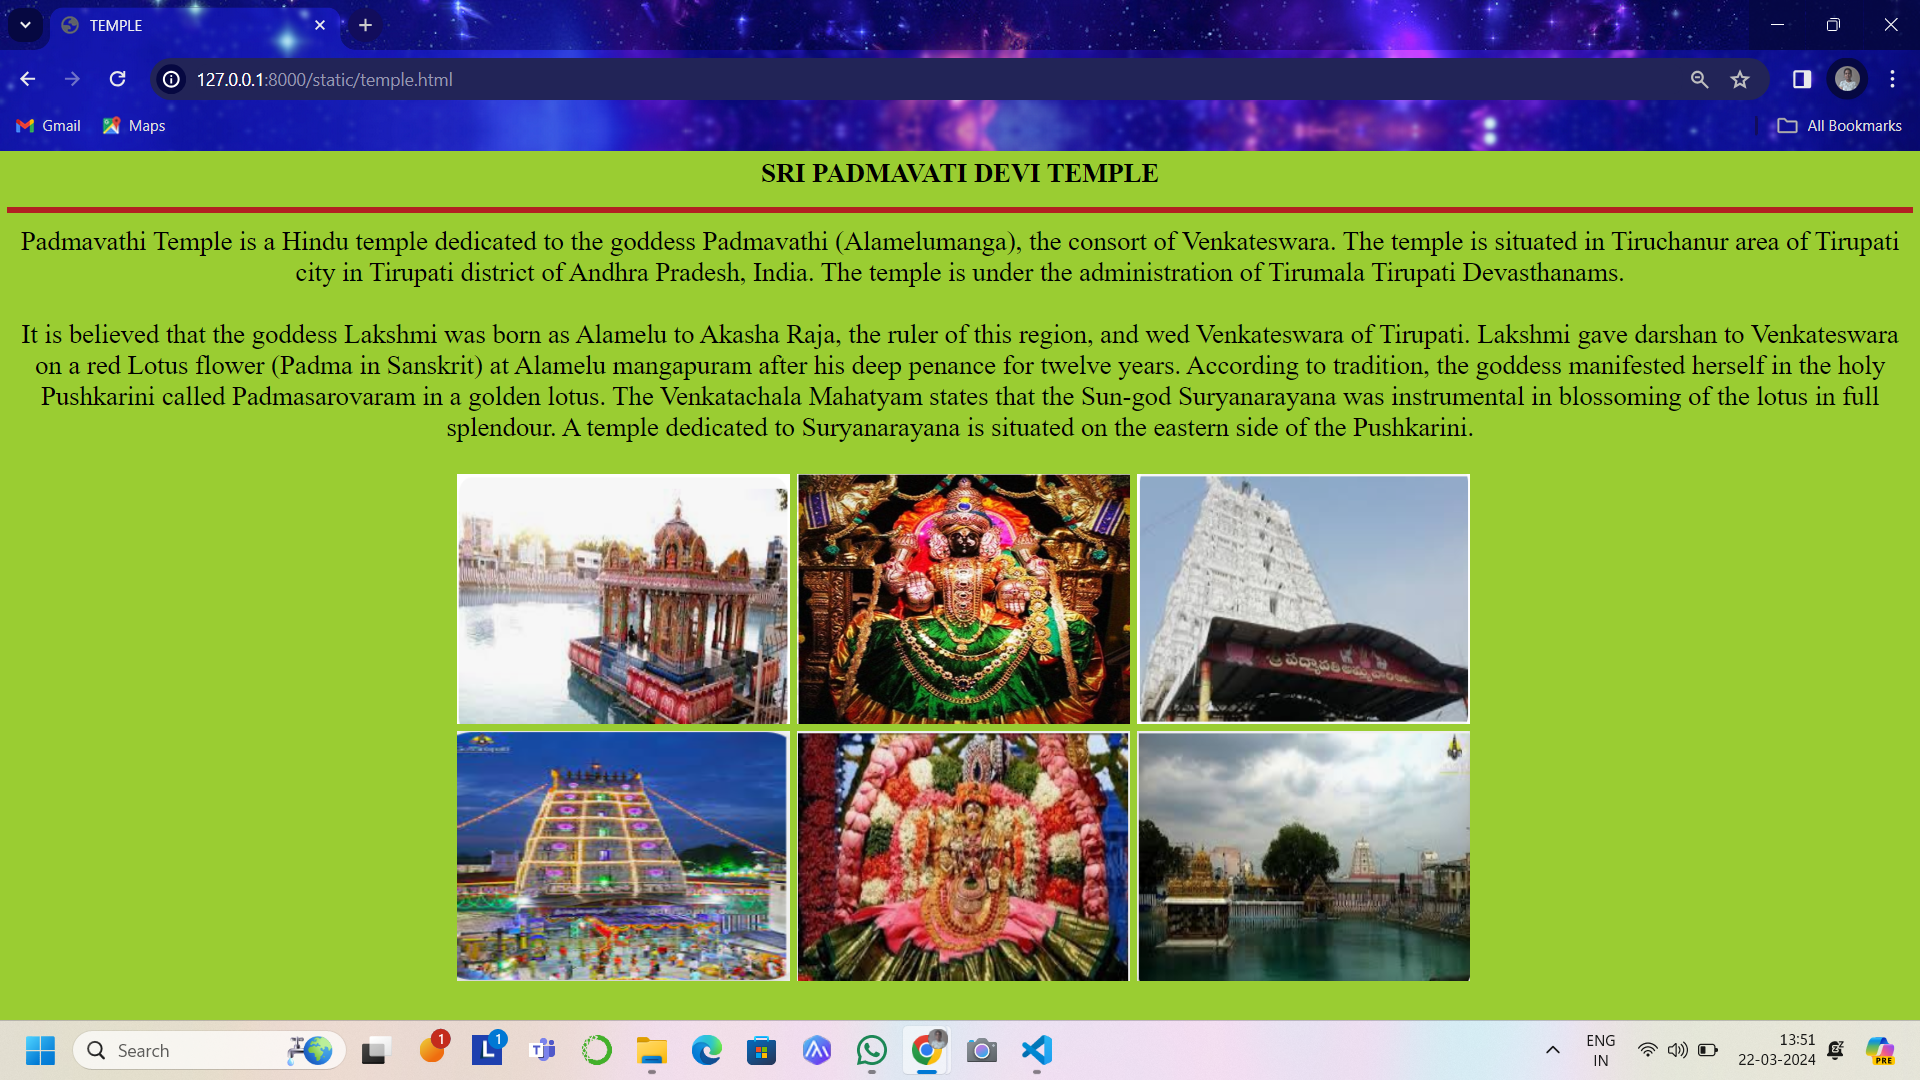 TEMPLE
127.0.0.1:8000/static/temple.html
Gmail
Maps
All Bookmarks
SRI PADMAVATI DEVI TEMPLE
Padmavathi Temple is a Hindu temple dedicated to the goddess Padmavathi (Alamelumanga), the consort of Venkateswara. The temple is situated in Tiruchanur area of Tirupati
city in Tirupati district of Andhra Pradesh, India. The temple is under the administration of Tirumala Tirupati Devasthanams.
It is believed that the goddess Lakshmi was born as Alamelu to Akasha Raja, the ruler of this region, and wed Venkateswara of Tirupati. Lakshmi gave darshan to Venkateswara
on a red Lotus flower (Padma in Sanskrit) at Alamelu mangapuram after his deep penance for twelve years. According to tradition, the goddess manifested herself in the holy
Pushkarini called Padmasarovaram in a golden lotus. The Venkatachala Mahatyam states that the Sun-god Suryanarayana was instrumental in blossoming of the lotus in full
splendour. A temple dedicated to Suryanarayana is situated on the eastern side of the Pushkarini.
శ్రీ పద్మావతి
Search
1
L
1
ENG
IN
13:51
22-03-2024
PRE